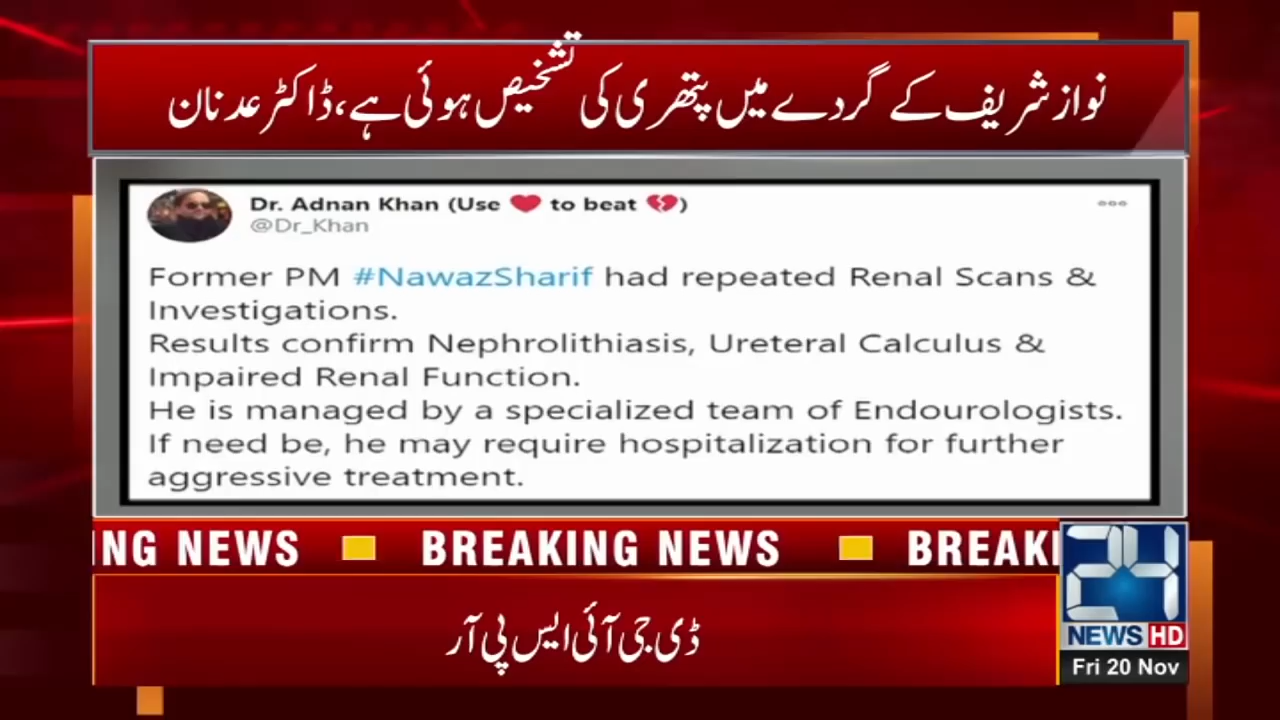 نواز شریف کے گردے میں پتھری کی تشخیص ہوئی ہے، ڈاکٹر عدنان
Dr. Adnan Khan (Use ❤ to beat 💔)
@Dr_Khan
Former PM #NawazSharif had repeated Renal Scans &
Investigations.
Results confirm Nephrolithiasis, Ureteral Calculus &
Impaired Renal Function.
He is managed by a specialized team of Endourologists.
If need be, he may require hospitalization for further
aggressive treatment.
ING NEWS BREAKING NEWS BREAKI
ڈی جی آئی ایس پی آر
24
NEWS HD
Fri 20 Nov